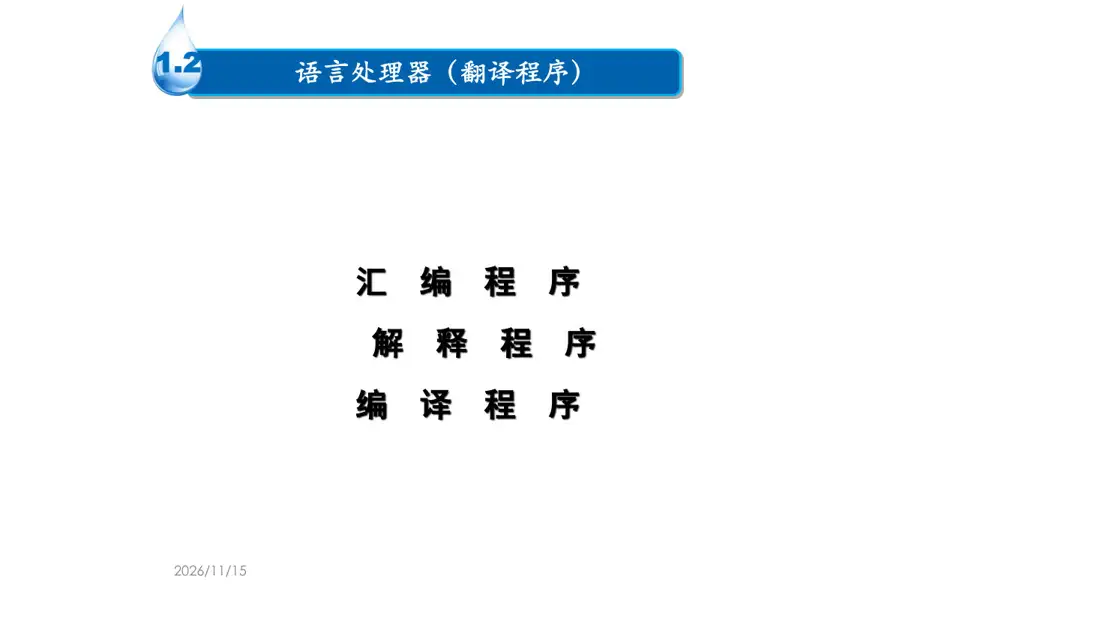 1.2
语言处理器（翻译程序）
汇 编 程 序
解 释 程 序
编 译 程 序
2026/11/15